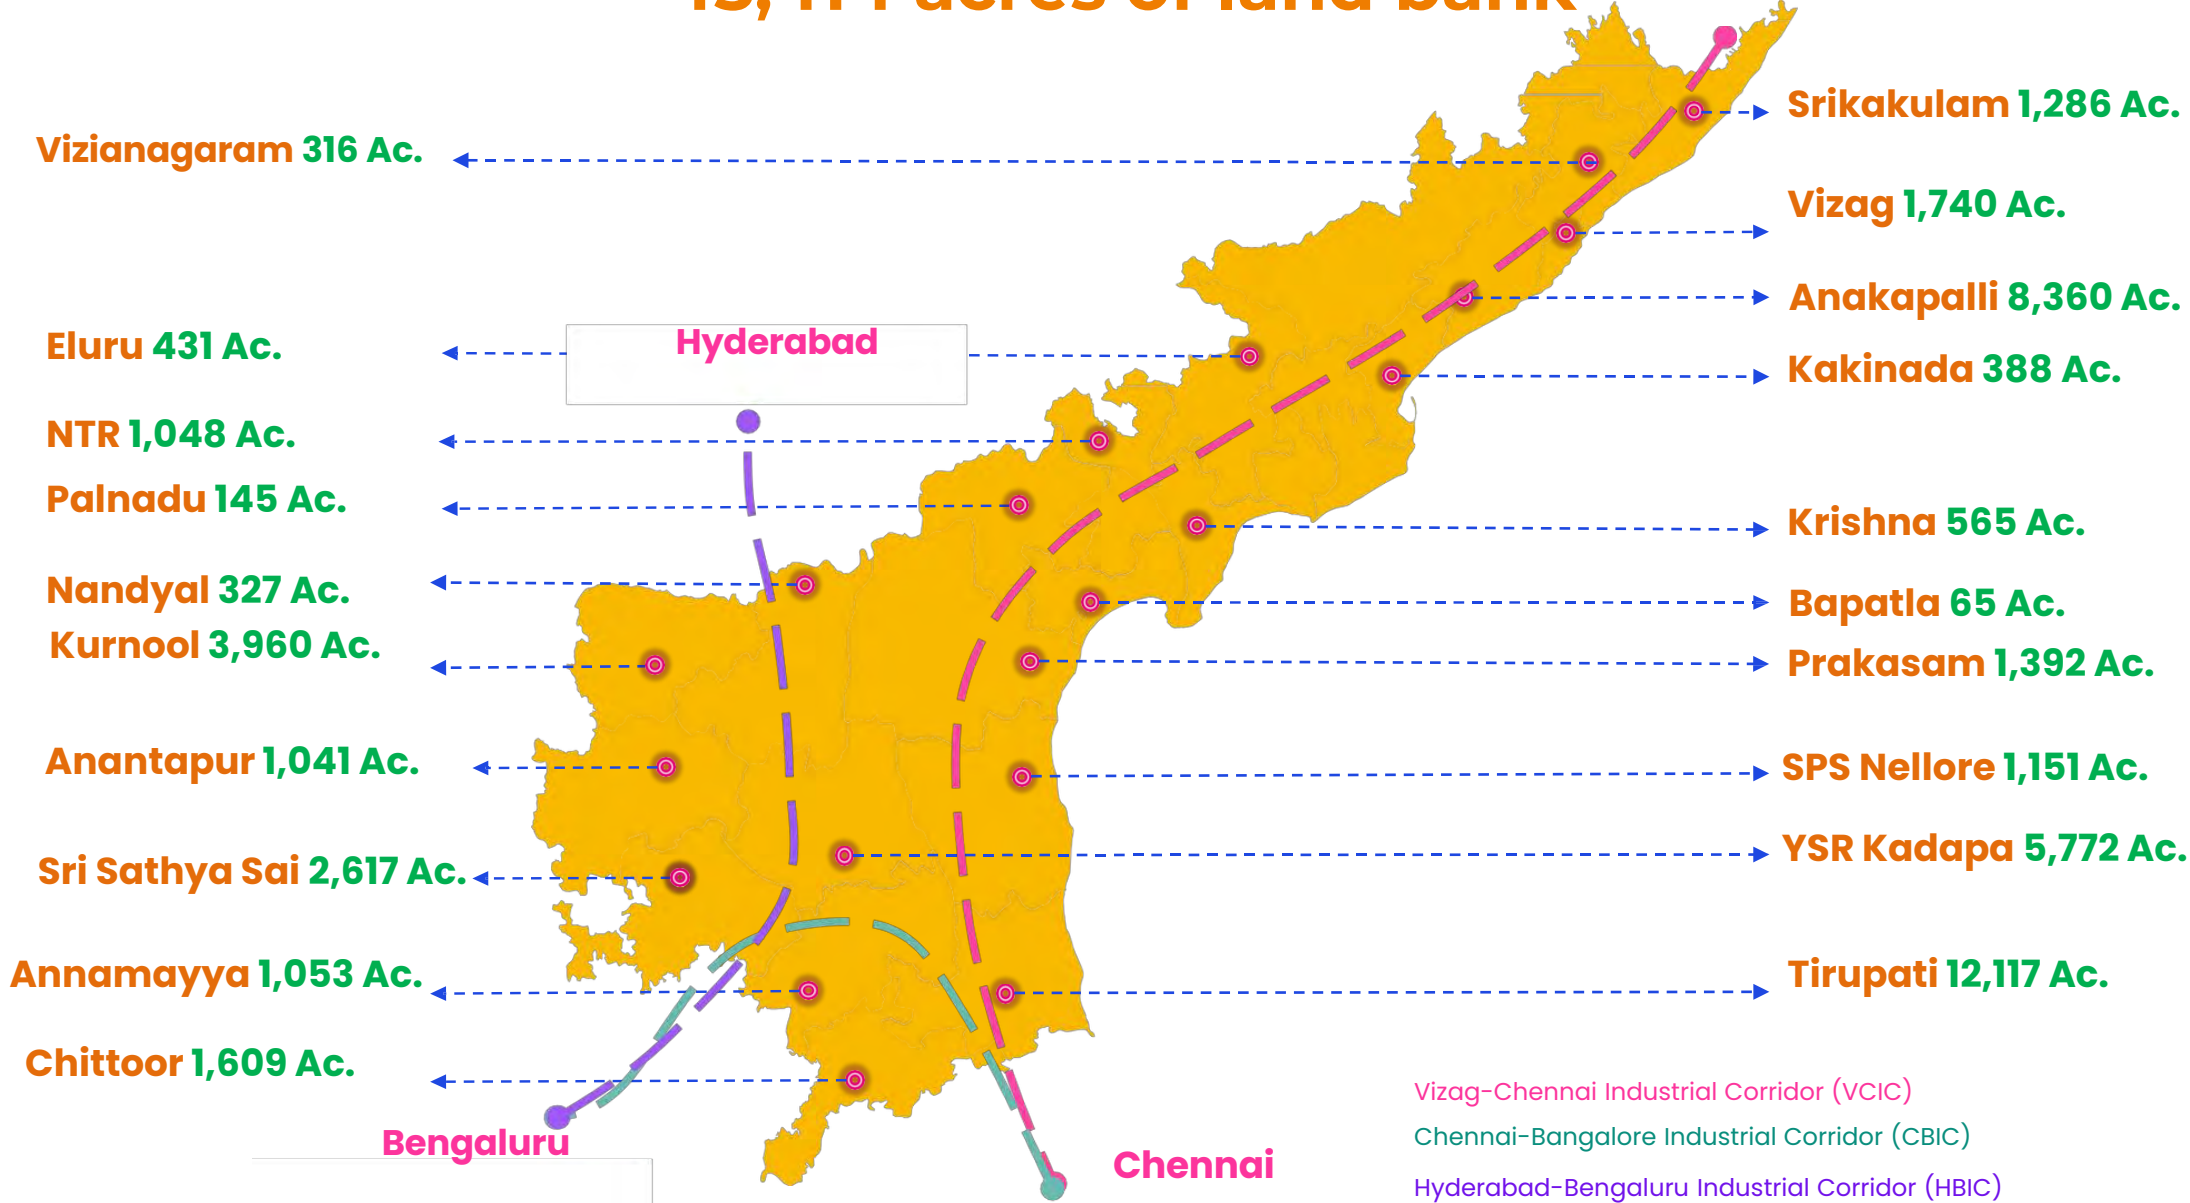 acres of land bank
Vizianagaram 316 Ac.
Eluru 431 Ac.
NTR 1,048 Ac.
Palnadu 145 Ac.
Nandyal 327 Ac.
Kurnool 3,960 Ac.
Anantapur 1,041 Ac.
Sri Sathya Sai 2,617 Ac.
Annamayya 1,053 Ac.
Chittoor 1,609 Ac.
Hyderabad
Bengaluru
Chennai
Srikakulam 1,286 Ac.
Vizag 1,740 Ac.
Anakapalli 8,360 Ac.
Kakinada 388 Ac.
Krishna 565 Ac.
Bapatla 65 Ac.
Prakasam 1,392 Ac.
SPS Nellore 1,151 Ac.
YSR Kadapa 5,772 Ac.
Tirupati 12,117 Ac.
Vizag-Chennai Industrial Corridor (VCIC)
Chennai-Bangalore Industrial Corridor (CBIC)
Hyderabad-Bengaluru Industrial Corridor (HBIC)